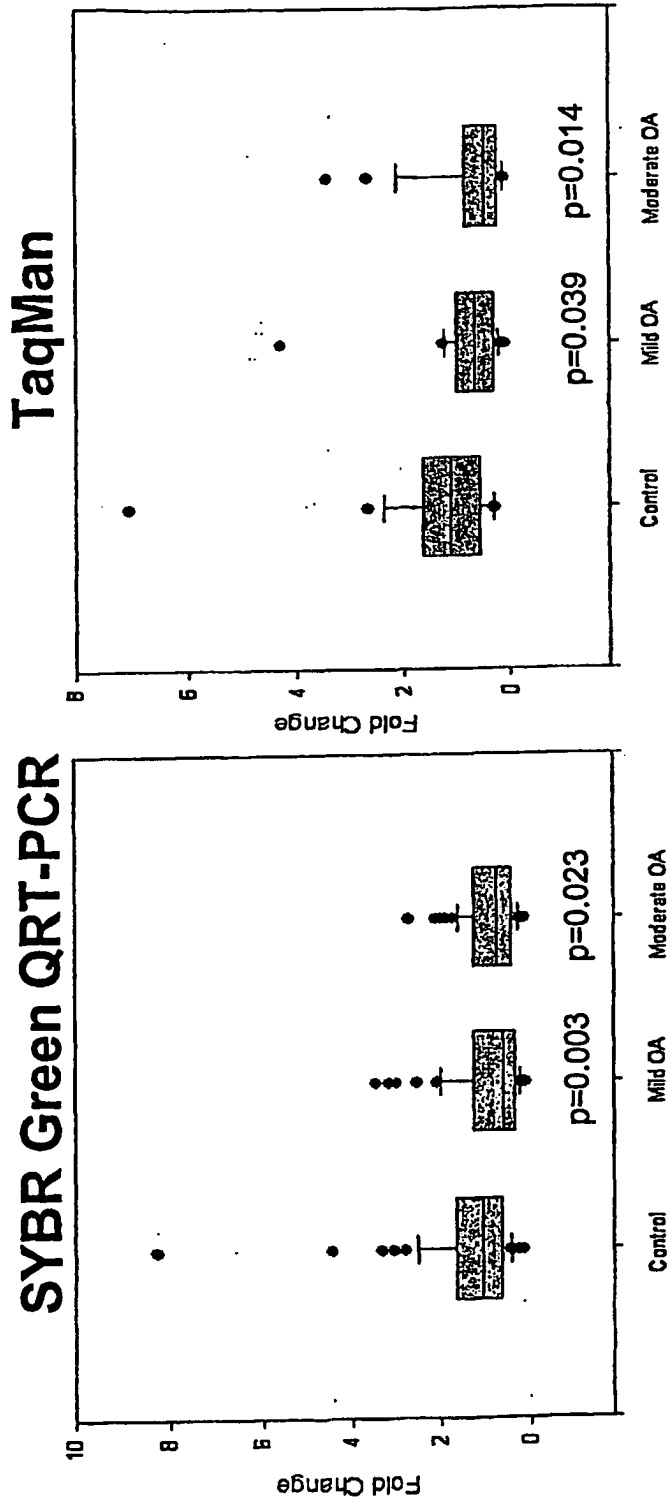 SYBR Green QRT-PCR
Fold Change
10
8
6
4
2
0
p=0.003
p=0.023
Control
Mild OA
Moderate OA
TaqMan
Fold Change
8
6
4
2
0
p=0.039
p=0.014
Control
Mild OA
Moderate OA